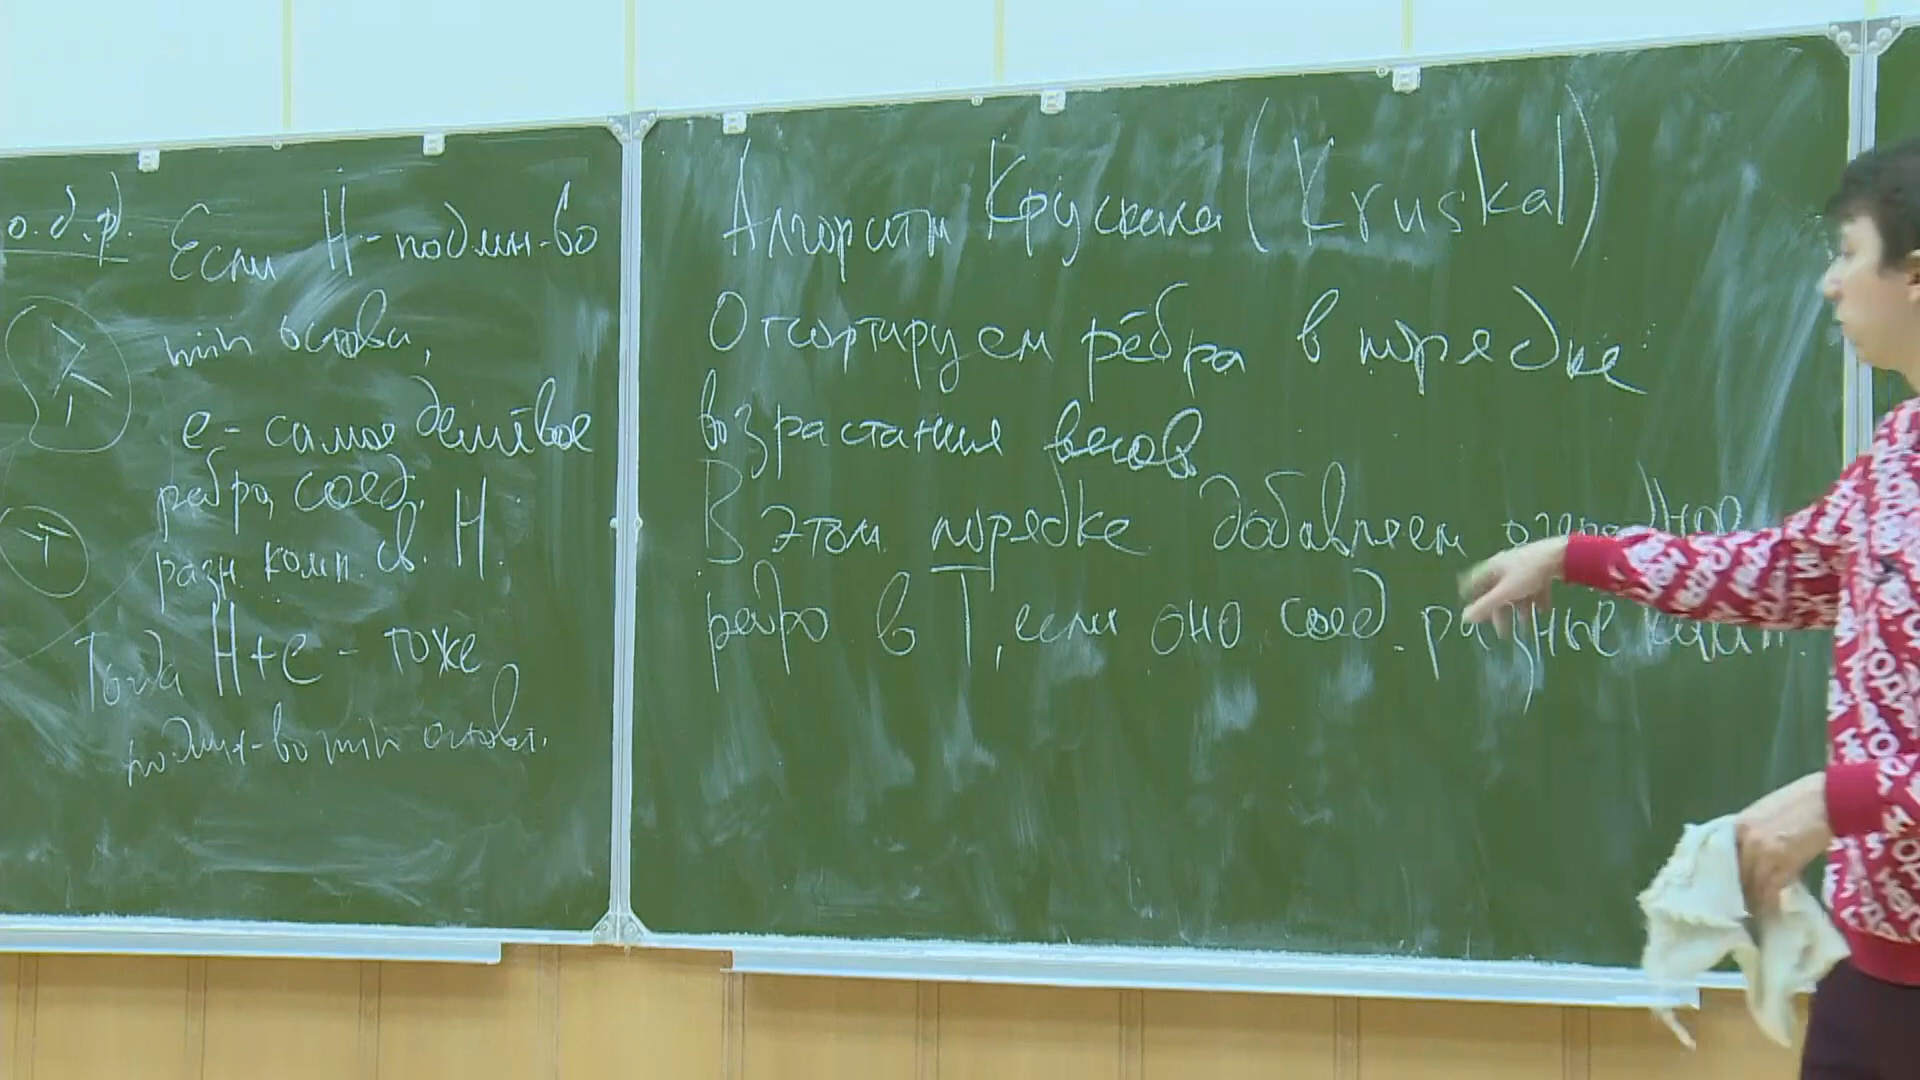 о.д.ф.
Если H - подмн-во
min остова,
e - самое дешёвое
ребро, соед.
разн. комп. св. H.
Тогда H+e - тоже
подмн-во min остова.
Алгоритм Крускала (Kruskal)
Отсортируем рёбра в порядке
возрастания весов
В этом порядке добавляем очередное
ребро в T, если оно соед. разные комп.